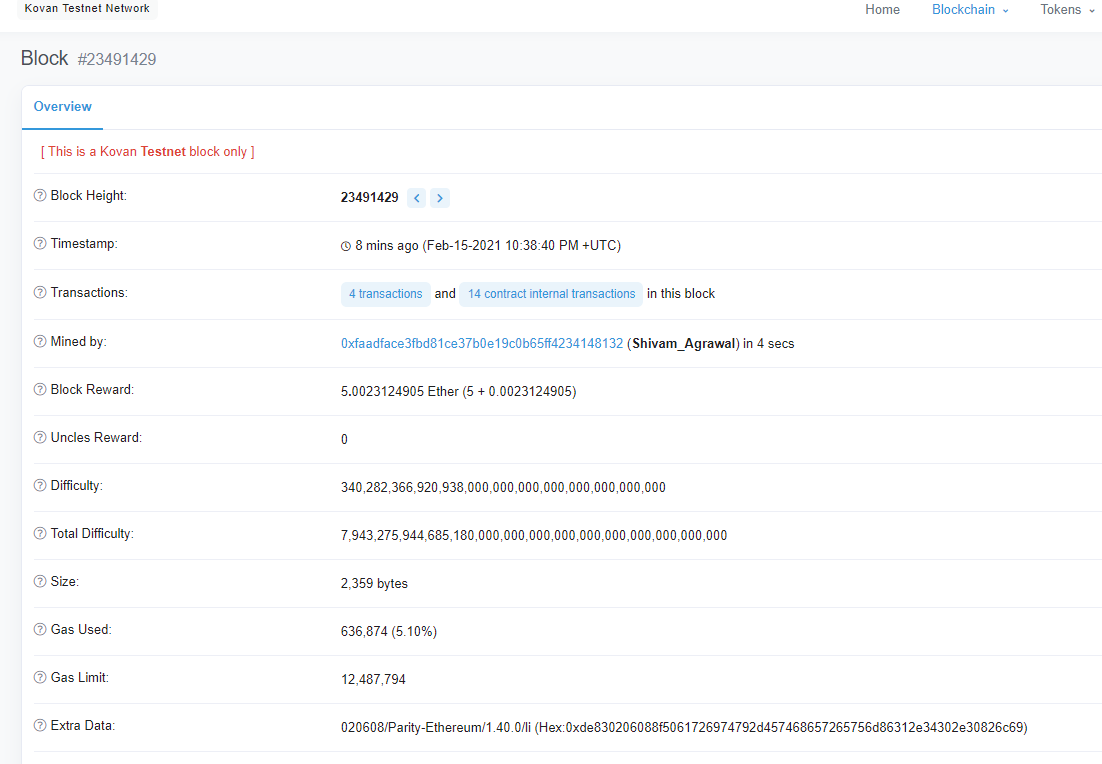 Kovan Testnet Network
Home Blockchain Tokens
Block #23491429
Overview
[ This is a Kovan Testnet block only ]
Block Height: 23491429
Timestamp: 8 mins ago (Feb-15-2021 10:38:40 PM +UTC)
Transactions: 4 transactions and 14 contract internal transactions in this block
Mined by: 0xfaadface3fbd81ce37b0e19c0b65ff4234148132 (Shivam_Agrawal) in 4 secs
Block Reward: 5.0023124905 Ether (5 + 0.0023124905)
Uncles Reward: 0
Difficulty: 340,282,366,920,938,000,000,000,000,000,000,000,000
Total Difficulty: 7,943,275,944,685,180,000,000,000,000,000,000,000,000,000,000
Size: 2,359 bytes
Gas Used: 636,874 (5.10%)
Gas Limit: 12,487,794
Extra Data: 020608/Parity-Ethereum/1.40.0/li (Hex:0xde830206088f5061726974792d457468657265756d86312e34302e30826c69)